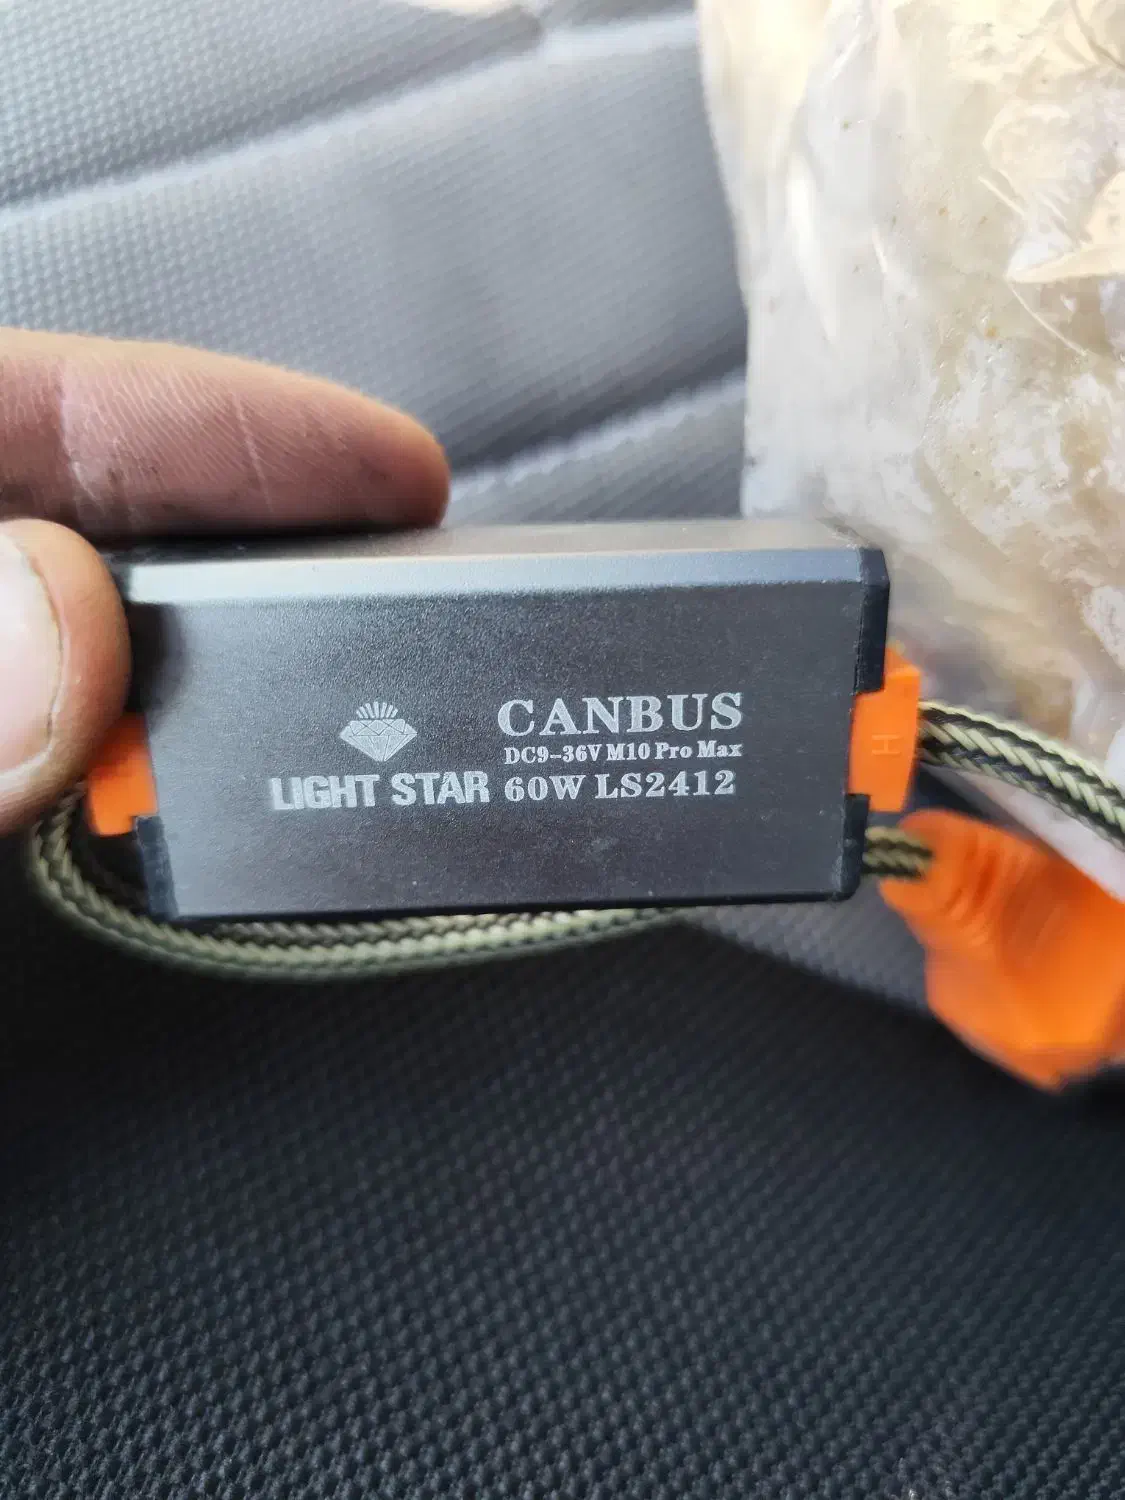 CANBUS
DC9-36V M10 Pro Max
LIGHT STAR 60W LS2412
H